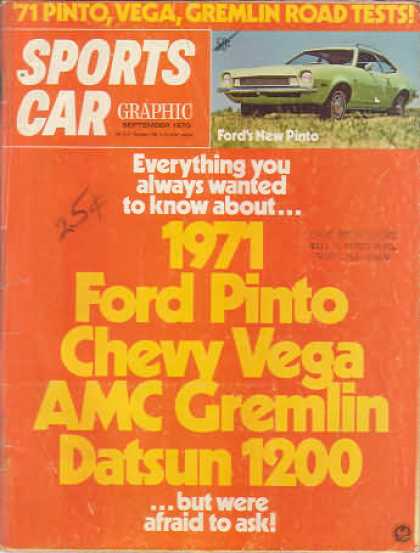 '71 PINTO, VEGA, GREMLIN ROAD TESTS!
SPORTS
CAR GRAPHIC
SEPTEMBER 1970
Ford's New Pinto
Everything you
always wanted
to know about...
25¢
1971
Ford Pinto
Chevy Vega
AMC Gremlin
Datsun 1200
...but were
afraid to ask!